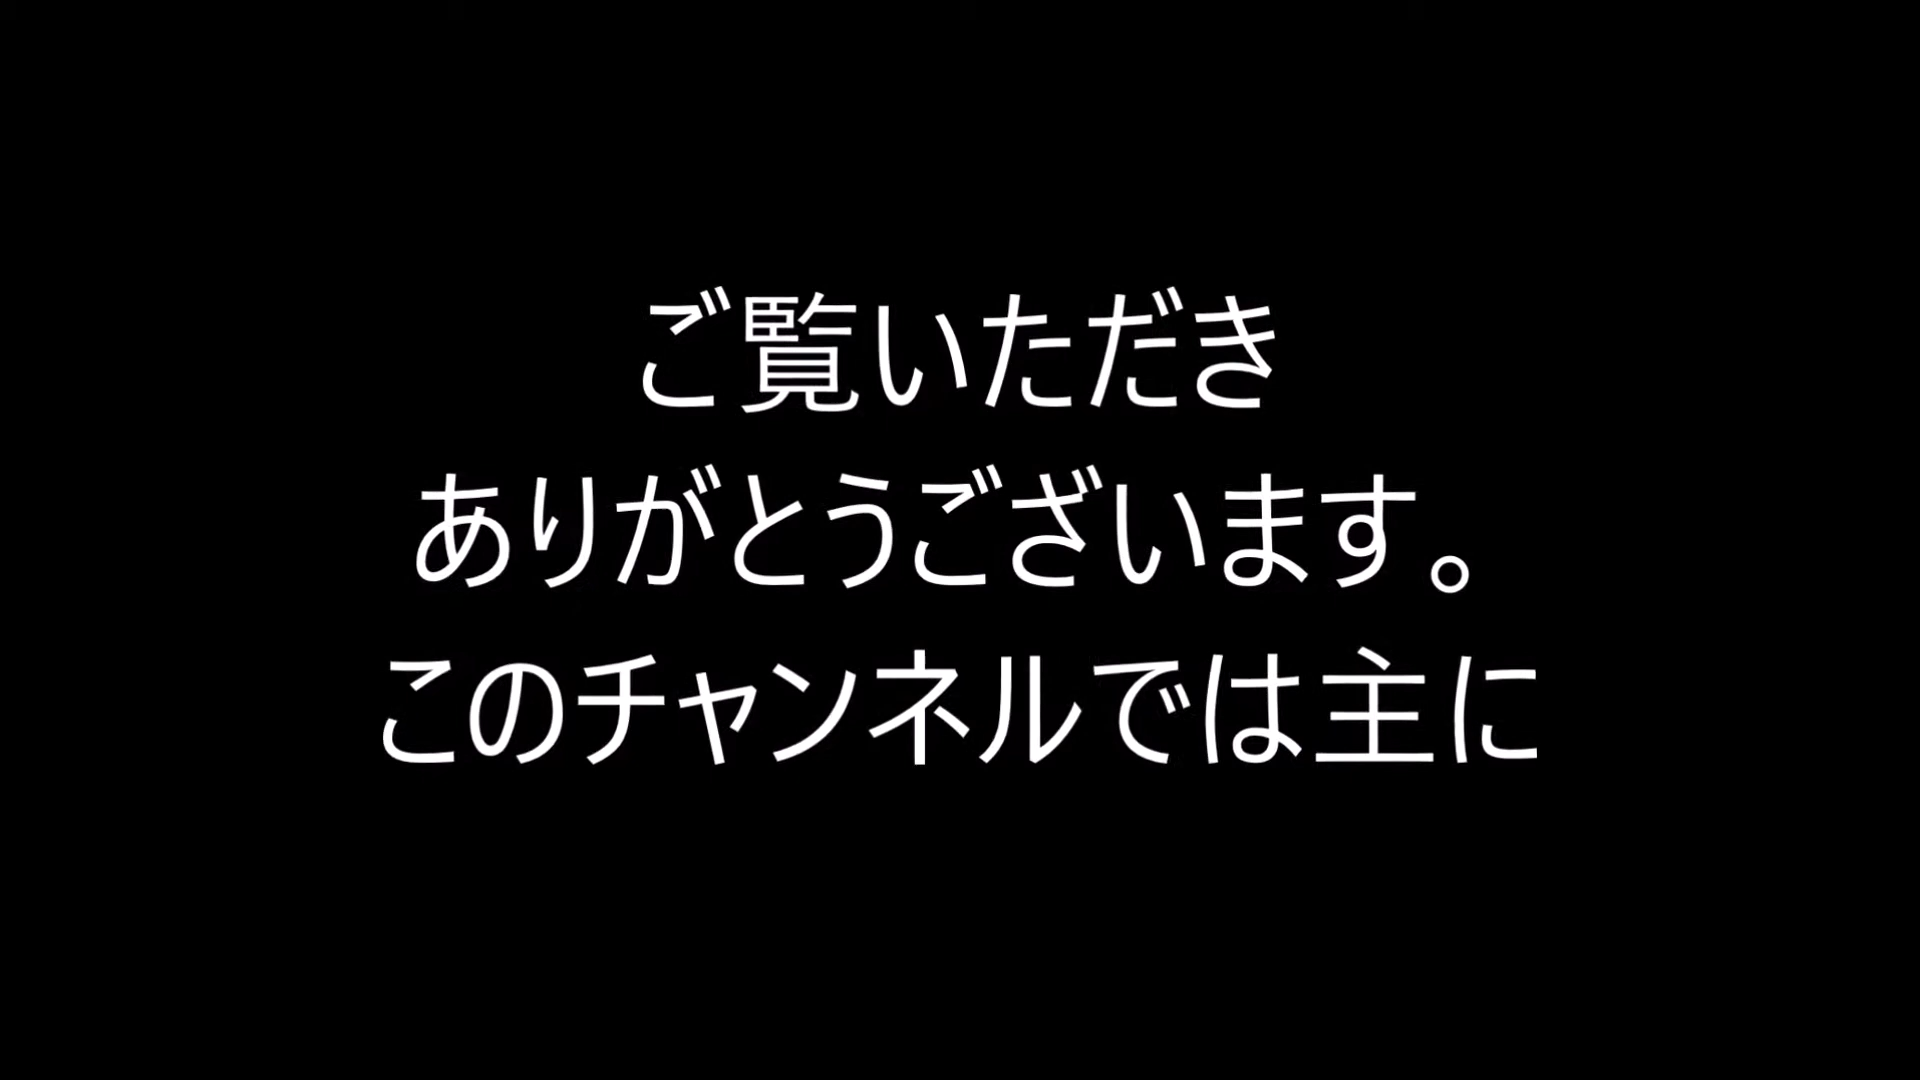 ご覧いただき
ありがとうございます。
このチャンネルでは主に